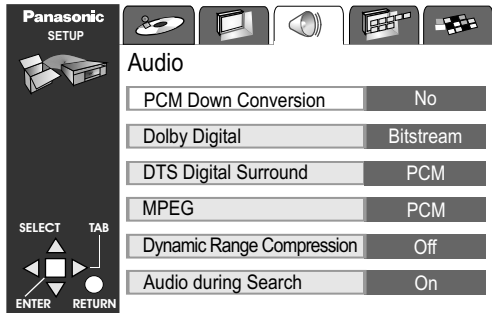 Panasonic
SETUP
Audio
PCM Down Conversion No
Dolby Digital Bitstream
DTS Digital Surround PCM
MPEG PCM
Dynamic Range Compression Off
Audio during Search On
SELECT TAB
ENTER RETURN